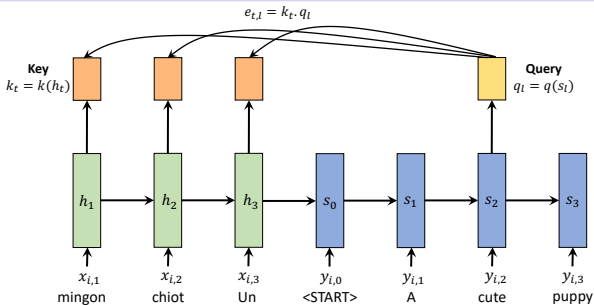 e_{t,l} = k_t. q_l
Key
k_t = k(h_t)
Query
q_l = q(s_l)
h_1 h_2 h_3 s_0 s_1 s_2 s_3
x_{i,1} x_{i,2} x_{i,3} y_{i,0} y_{i,1} y_{i,2} y_{i,3}
mingon chiot Un <START> A cute puppy